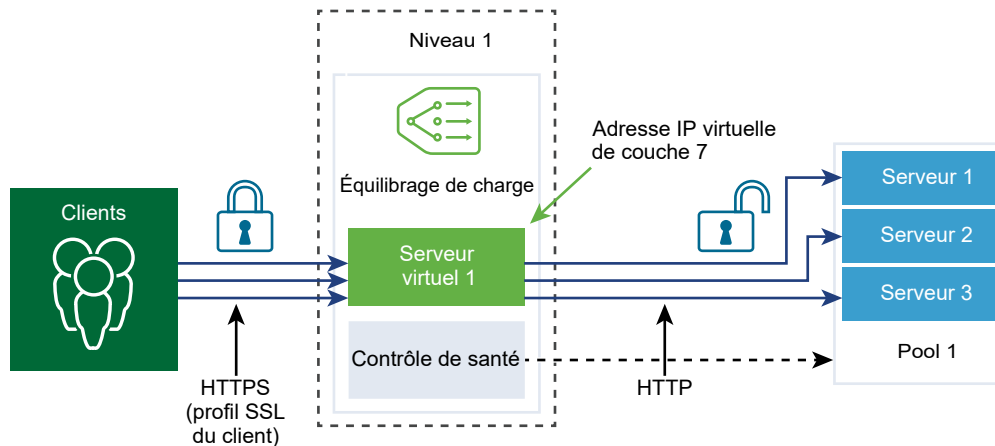 Niveau 1
Adresse IP virtuelle
de couche 7
Équilibrage de charge
Clients
Serveur
virtuel 1
Serveur 1
Serveur 2
Serveur 3
Pool 1
Contrôle de santé
HTTPS
(profil SSL
du client)
HTTP